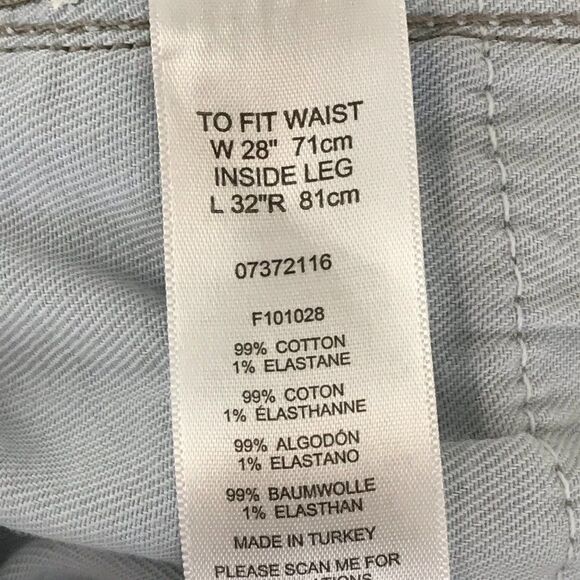 TO FIT WAIST
W 28" 71cm
INSIDE LEG
L 32"R 81cm
07372116
F101028
99% COTTON
1% ELASTANE
99% COTON
1% ÉLASTHANNE
99% ALGODÓN
1% ELASTANO
99% BAUMWOLLE
1% ELASTHAN
MADE IN TURKEY
PLEASE SCAN ME FOR